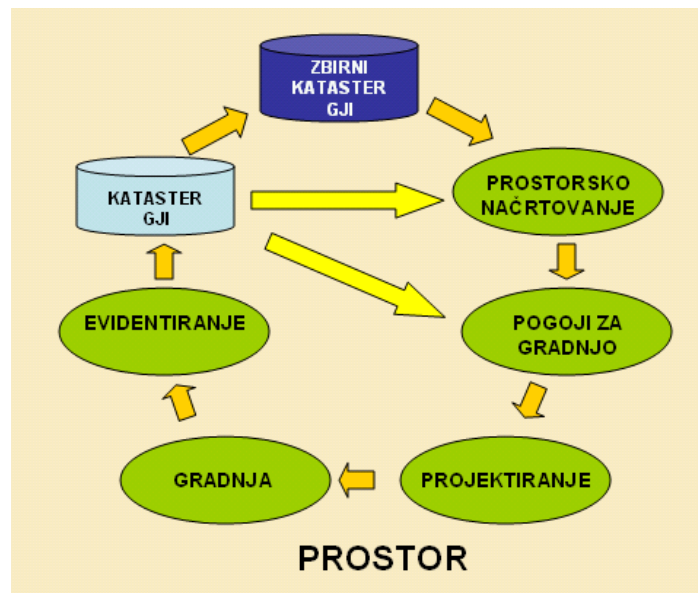 ZBIRNI
KATASTER
GJI
KATASTER
GJI
PROSTORSKO
NAČRTOVANJE
EVIDENTIRANJE
POGOJI ZA
GRADNJO
GRADNJA
PROJEKTIRANJE
PROSTOR